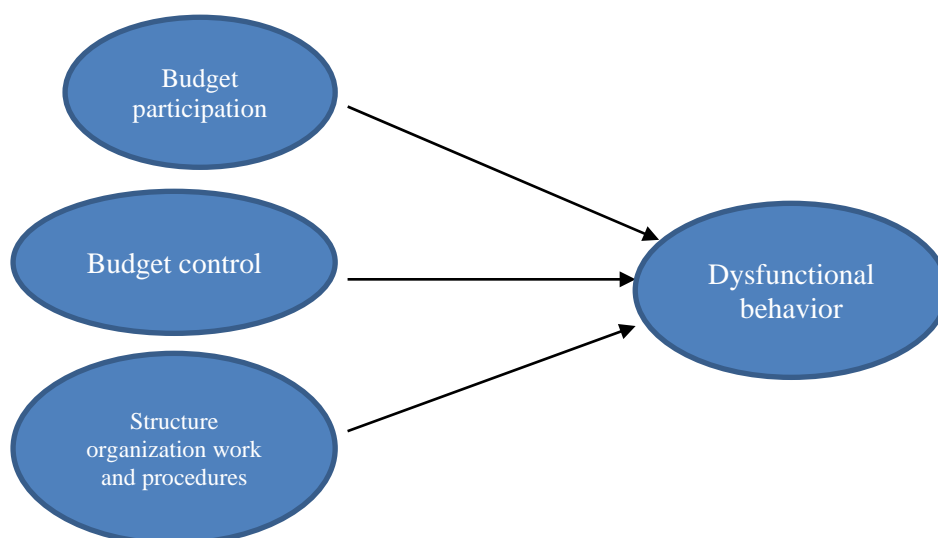 Budget
participation
Budget control
Structure
organization work
and procedures
Dysfunctional
behavior